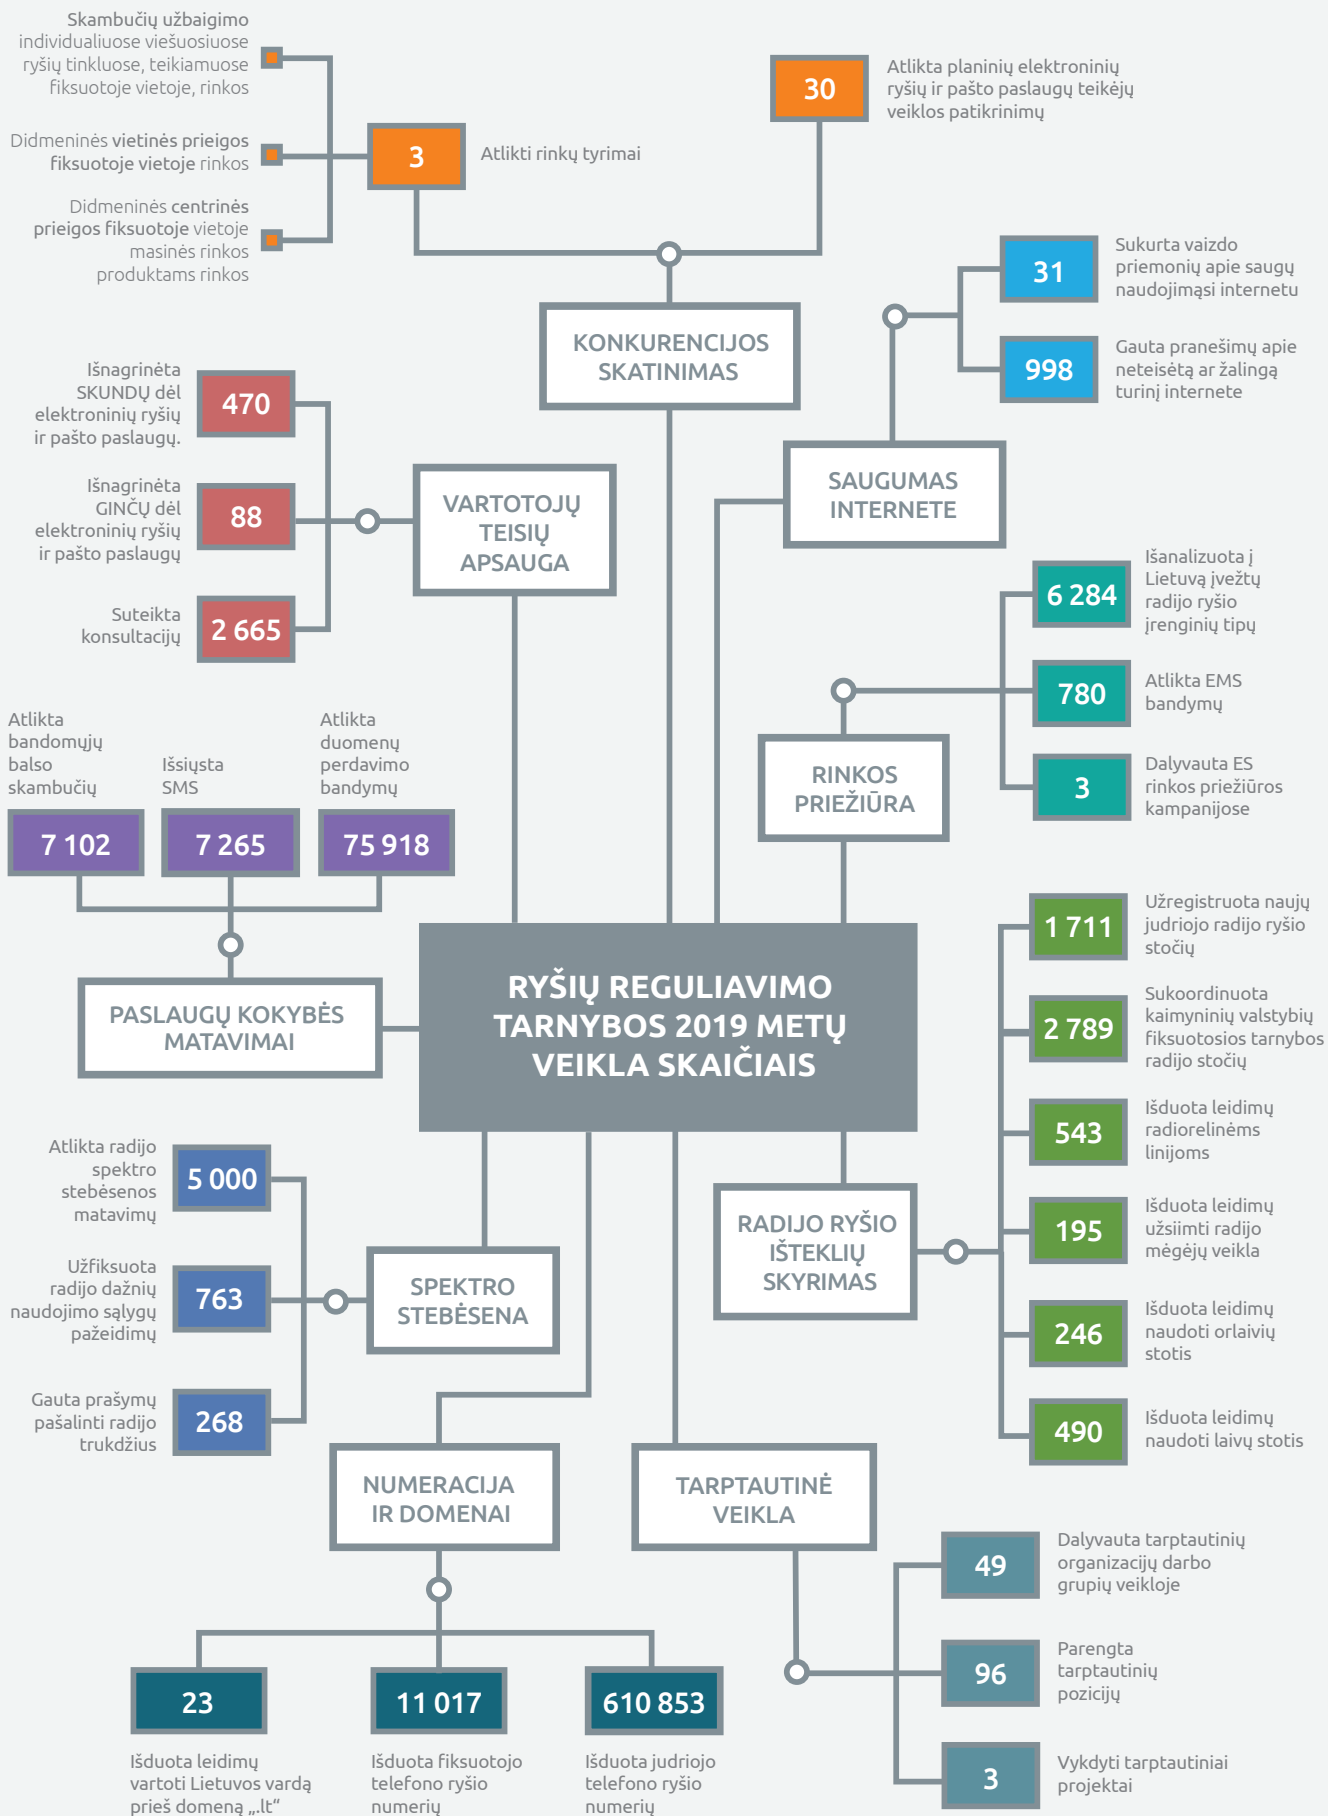 Skambučių užbaigimo
individualiuose viešuosiuose
ryšių tinkluose, teikiamuose
fiksuotoje vietoje, rinkos
Didmeninės vietinės prieigos
fiksuotoje vietoje rinkos
Didmeninės centrinės
prieigos fiksuotoje vietoje
masinės rinkos
produktams rinkos
3
Atlikti rinkų tyrimai
30
Atlikta planinių elektroninių
ryšių ir pašto paslaugų teikėjų
veiklos patikrinimų
KONKURENCIJOS
SKATINIMAS
31
Sukurta vaizdo
priemonių apie saugų
naudojimąsi internetu
998
Gauta pranešimų apie
neteisėtą ar žalingą
turinį internete
SAUGUMAS
INTERNETE
Išnagrinėta
SKUNDŲ dėl
elektroninių ryšių
ir pašto paslaugų.
470
Išnagrinėta
GINČŲ dėl
elektroninių ryšių
ir pašto paslaugų
88
Suteikta
konsultacijų
2 665
VARTOTOJŲ
TEISIŲ
APSAUGA
6 284
Išanalizuota į
Lietuvą įvežtų
radijo ryšio
įrenginių tipų
780
Atlikta EMS
bandymų
3
Dalyvauta ES
rinkos priežiūros
kampanijose
RINKOS
PRIEŽIŪRA
Atlikta
bandomųjų
balso
skambučių
7 102
Išsiųsta
SMS
7 265
Atlikta
duomenų
perdavimo
bandymų
75 918
PASLAUGŲ KOKYBĖS
MATAVIMAI
RYŠIŲ REGULIAVIMO
TARNYBOS 2019 METŲ
VEIKLA SKAIČIAIS
1 711
Užregistruota naujų
judriojo radijo ryšio
stočių
2 789
Sukoordinuota
kaimyninių valstybių
fiksuotosios tarnybos
radijo stočių
543
Išduota leidimų
radiorelinėms
linijoms
195
Išduota leidimų
užsiimti radijo
mėgėjų veikla
246
Išduota leidimų
naudoti orlaivių
stotis
490
Išduota leidimų
naudoti laivų stotis
RADIJO RYŠIO
IŠTEKLIŲ
SKYRIMAS
Atlikta radijo
spektro
stebėsenos
matavimų
5 000
Užfiksuota
radijo dažnių
naudojimo sąlygų
pažeidimų
763
Gauta prašymų
pašalinti radijo
trukdžius
268
SPEKTRO
STEBĖSENA
NUMERACIJA
IR DOMENAI
23
Išduota leidimų
vartoti Lietuvos vardą
prieš domeną „.lt“
11 017
Išduota fiksuotojo
telefono ryšio
numerių
610 853
Išduota judriojo
telefono ryšio
numerių
TARPTAUTINĖ
VEIKLA
49
Dalyvauta tarptautinių
organizacijų darbo
grupių veikloje
96
Parengta
tarptautinių
pozicijų
3
Vykdyti tarptautiniai
projektai